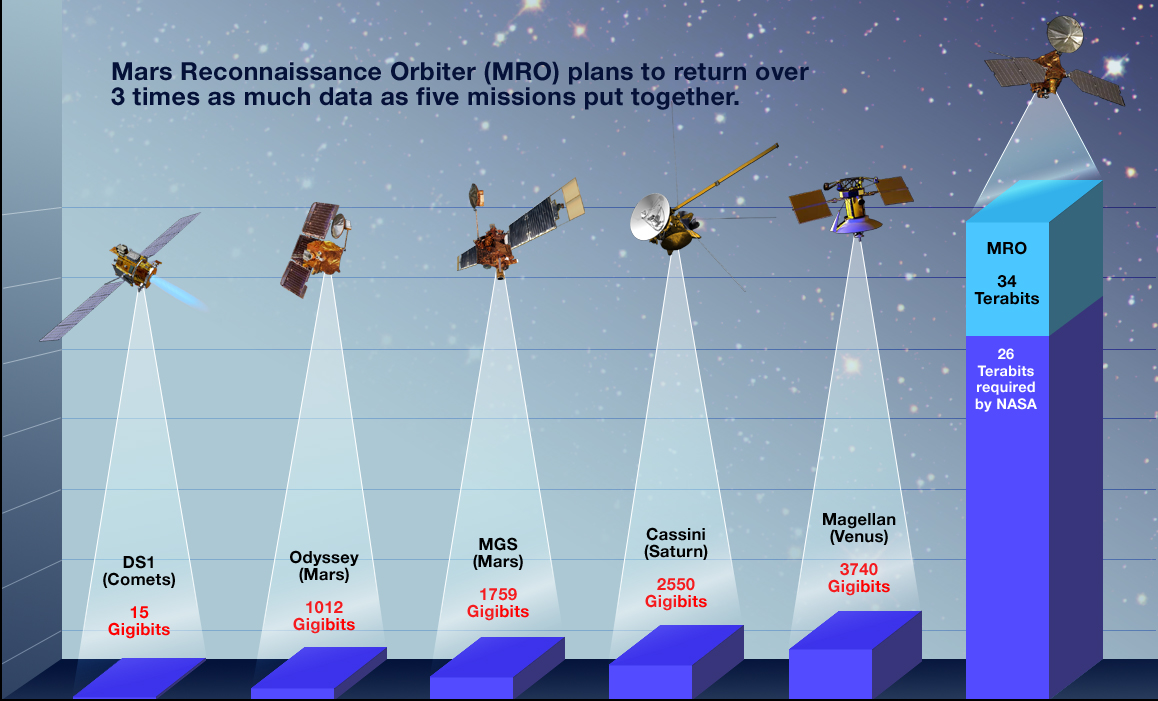 Mars Reconnaissance Orbiter (MRO) plans to return over
3 times as much data as five missions put together.
DS1
(Comets)
15
Gigibits
Odyssey
(Mars)
1012
Gigibits
MGS
(Mars)
1759
Gigibits
Cassini
(Saturn)
2550
Gigibits
Magellan
(Venus)
3740
Gigibits
MRO
34
Terabits
26
Terabits
required
by NASA